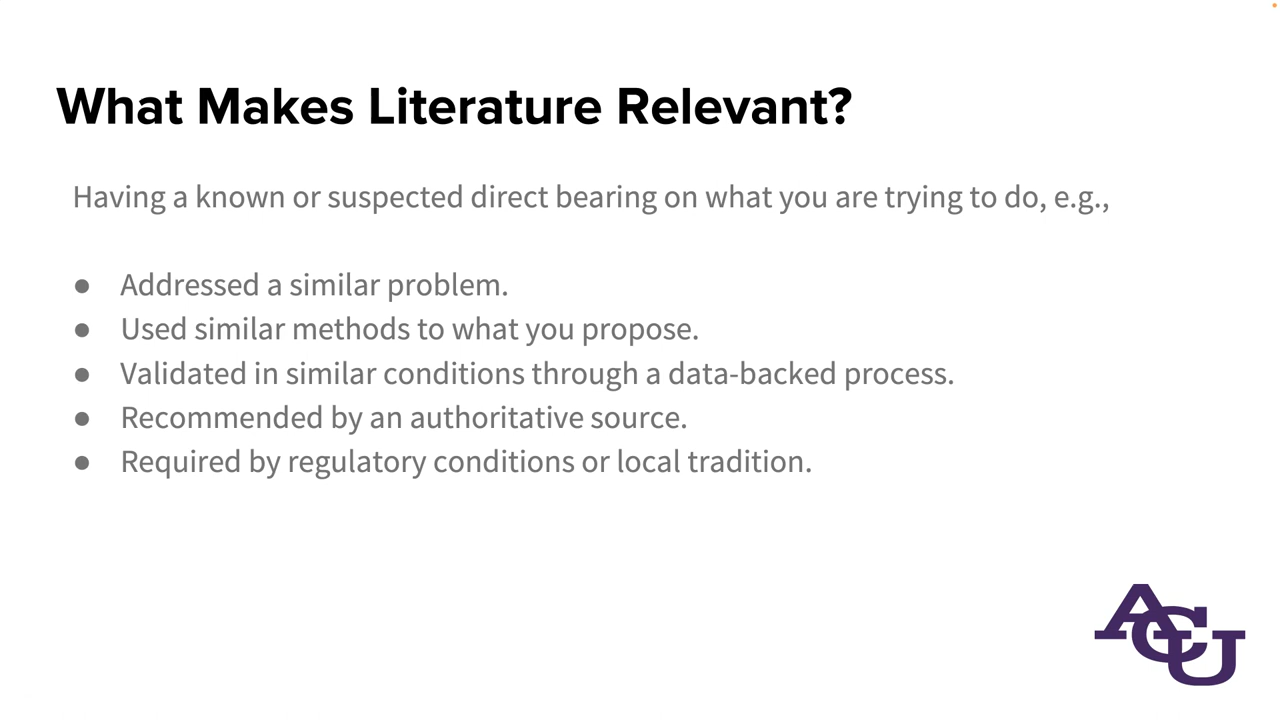 What Makes Literature Relevant?
Having a known or suspected direct bearing on what you are trying to do, e.g.,
● Addressed a similar problem.
● Used similar methods to what you propose.
● Validated in similar conditions through a data-backed process.
● Recommended by an authoritative source.
● Required by regulatory conditions or local tradition.
ACU